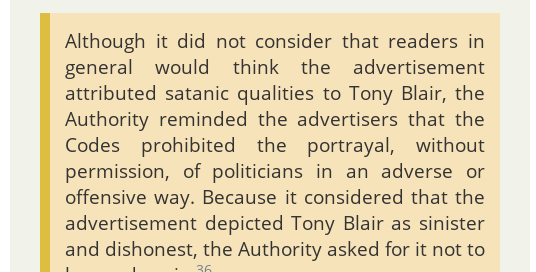 Although it did not consider that readers in
general would think the advertisement
attributed satanic qualities to Tony Blair, the
Authority reminded the advertisers that the
Codes prohibited the portrayal, without
permission, of politicians in an adverse or
offensive way. Because it considered that the
advertisement depicted Tony Blair as sinister
and dishonest, the Authority asked for it not to
36